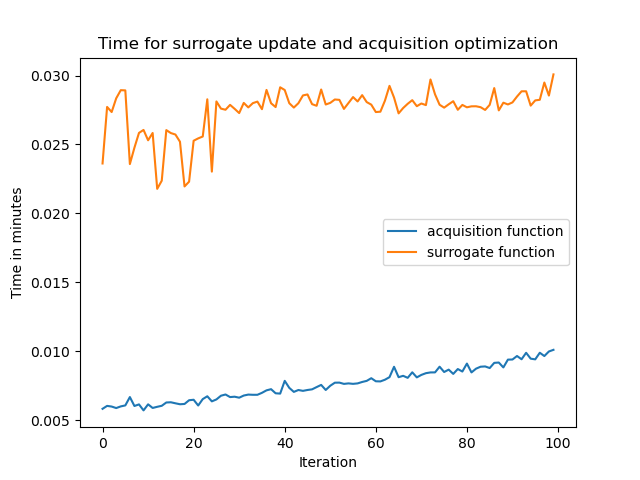 Time for surrogate update and acquisition optimization
0.030
0.025
0.020
0.015
0.010
0.005
Time in minutes
acquisition function
surrogate function
0 20 40 60 80 100
Iteration